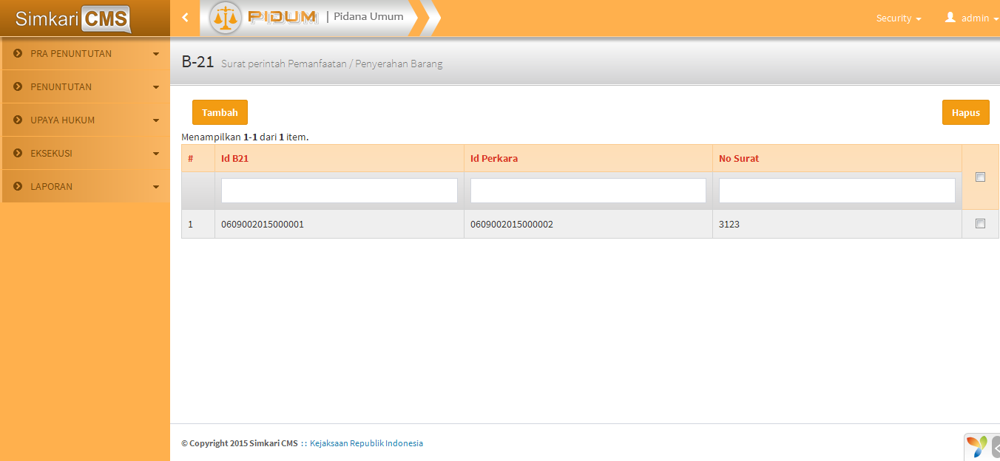 Simkari CMS
PIDUM | Pidana Umum
Security
admin
PRA PENUNTUTAN
PENUNTUTAN
UPAYA HUKUM
EKSEKUSI
LAPORAN
B-21 Surat perintah Pemanfaatan / Penyerahan Barang
Tambah
Hapus
Menampilkan 1-1 dari 1 item.
# Id B21 Id Perkara No Surat
1 0609002015000001 0609002015000002 3123
© Copyright 2015 Simkari CMS :: Kejaksaan Republik Indonesia